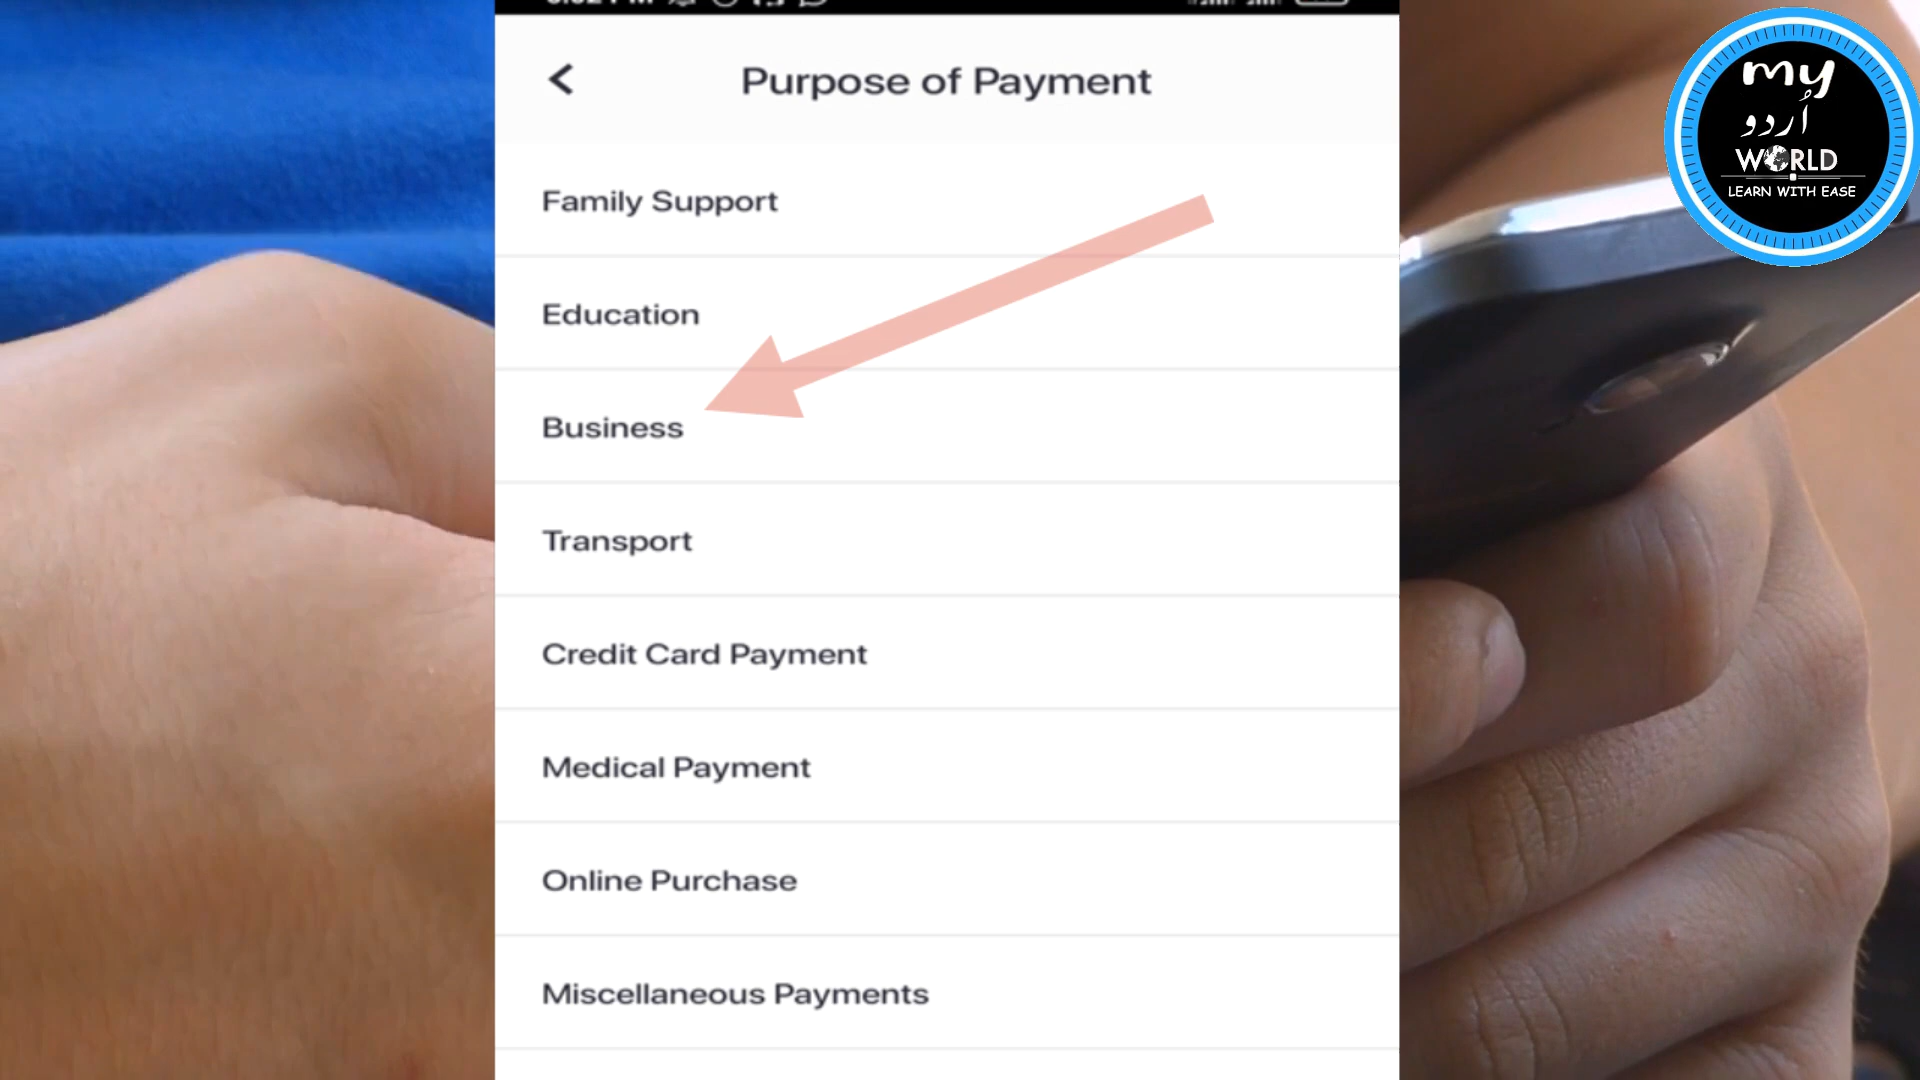 Purpose of Payment
Family Support
Education
Business
Transport
Credit Card Payment
Medical Payment
Online Purchase
Miscellaneous Payments
my
اُردو
WORLD
LEARN WITH EASE